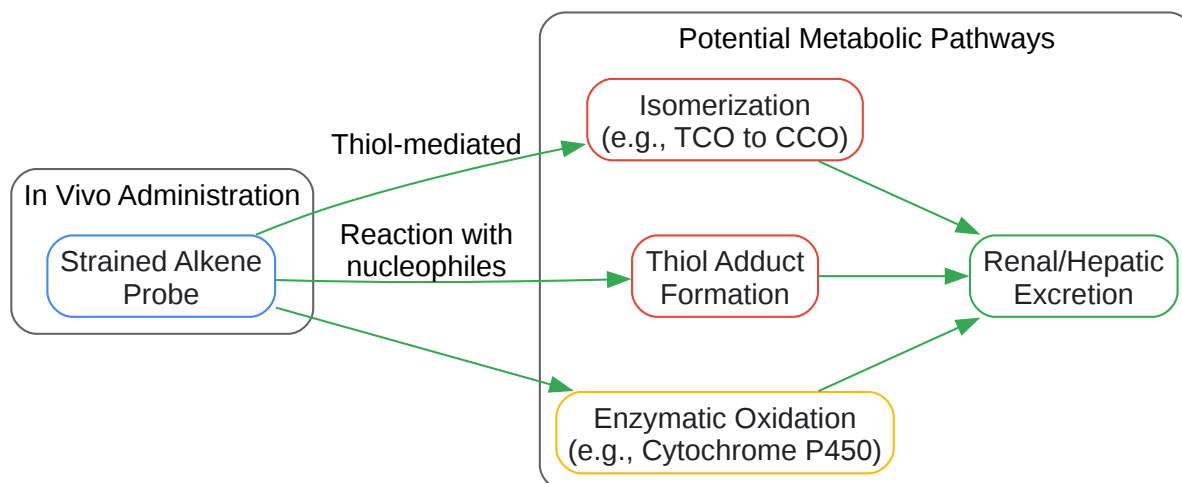 Potential Metabolic Pathways
Isomerization
(e.g., TCO to CCO)
Thiol-mediated
In Vivo Administration
Strained Alkene
Probe
Reaction with
nucleophiles
Thiol Adduct
Formation
Renal/Hepatic
Excretion
Enzymatic Oxidation
(e.g., Cytochrome P450)